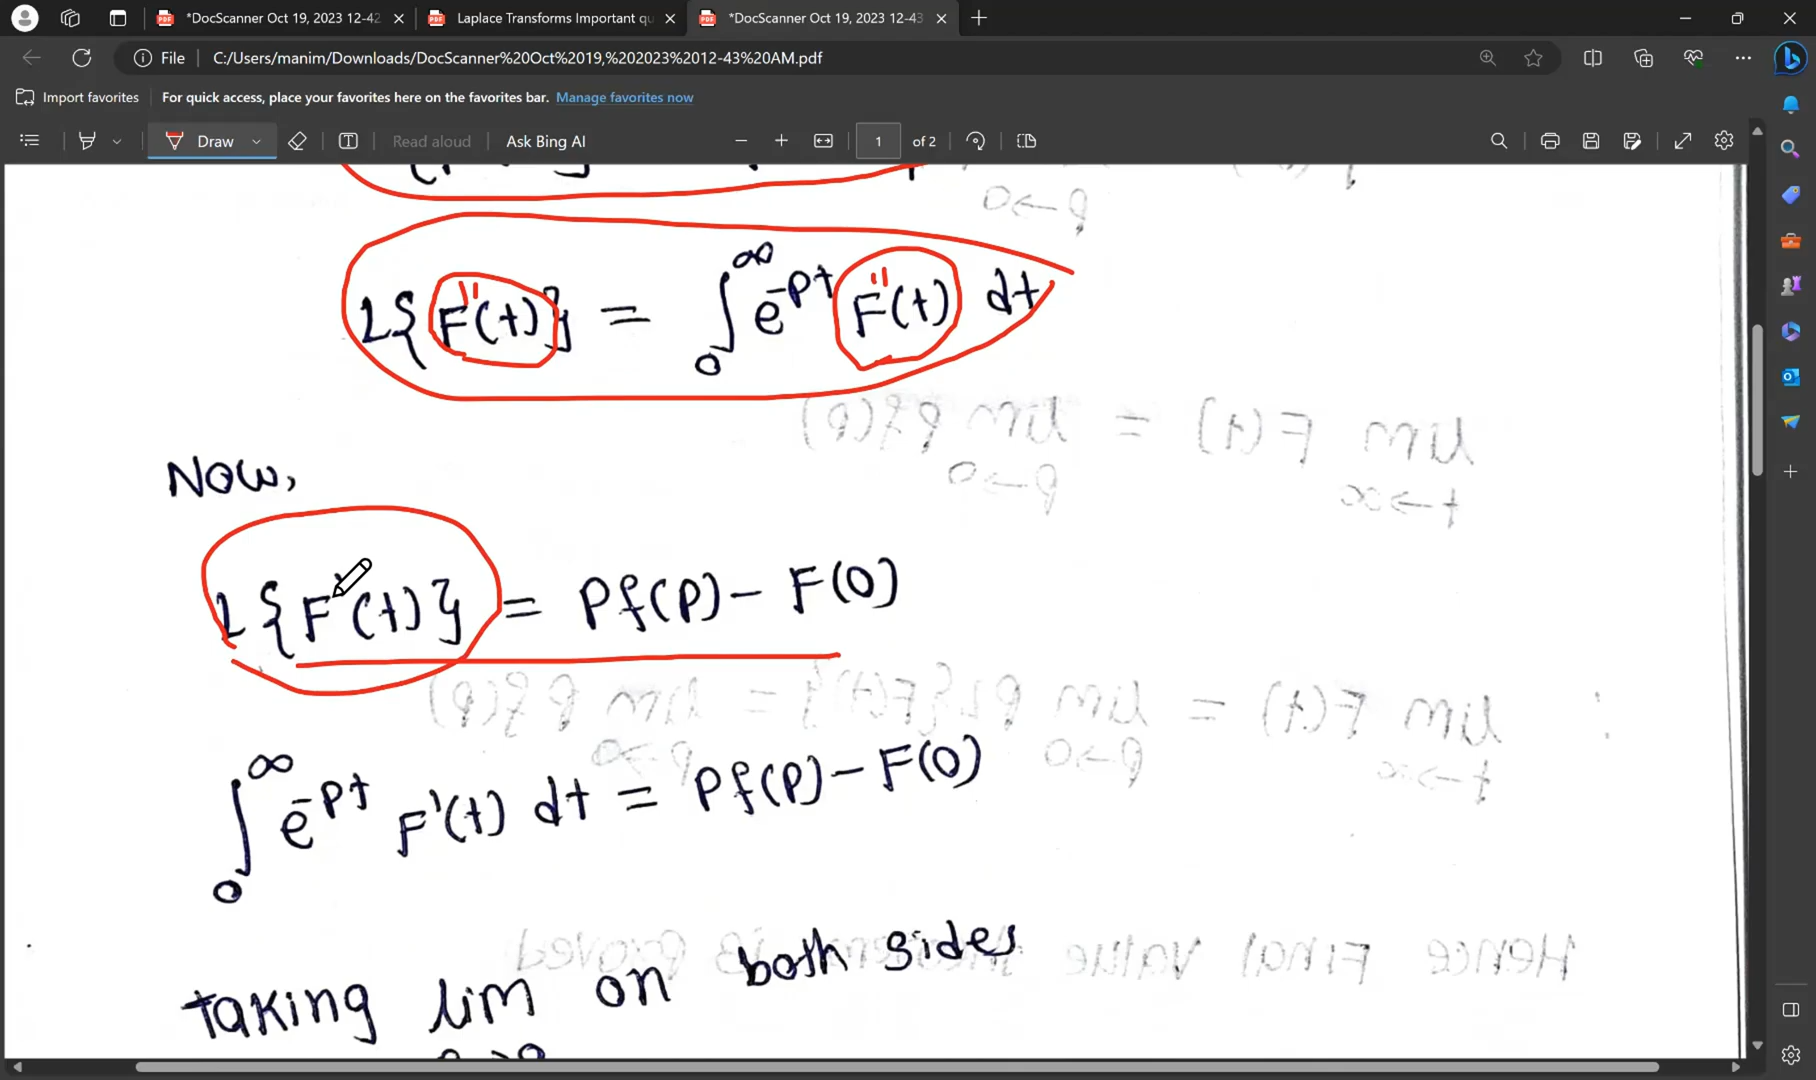 *DocScanner Oct 19, 2023 12-42
Laplace Transforms Important qu
*DocScanner Oct 19, 2023 12-43
File
C:/Users/manim/Downloads/DocScanner%20Oct%2019,%202023%2012-43%20AM.pdf
Import favorites
For quick access, place your favorites here on the favorites bar. Manage favorites now
Draw
Read aloud
Ask Bing AI
1 of 2
L{F''(t)} = ∫₀^∞ e^-pt F''(t) dt
Now,
L{F'(t)} = Pf(p) - F(0)
∫₀^∞ e^-pt F'(t) dt = Pf(p) - F(0)
taking lim on both sides